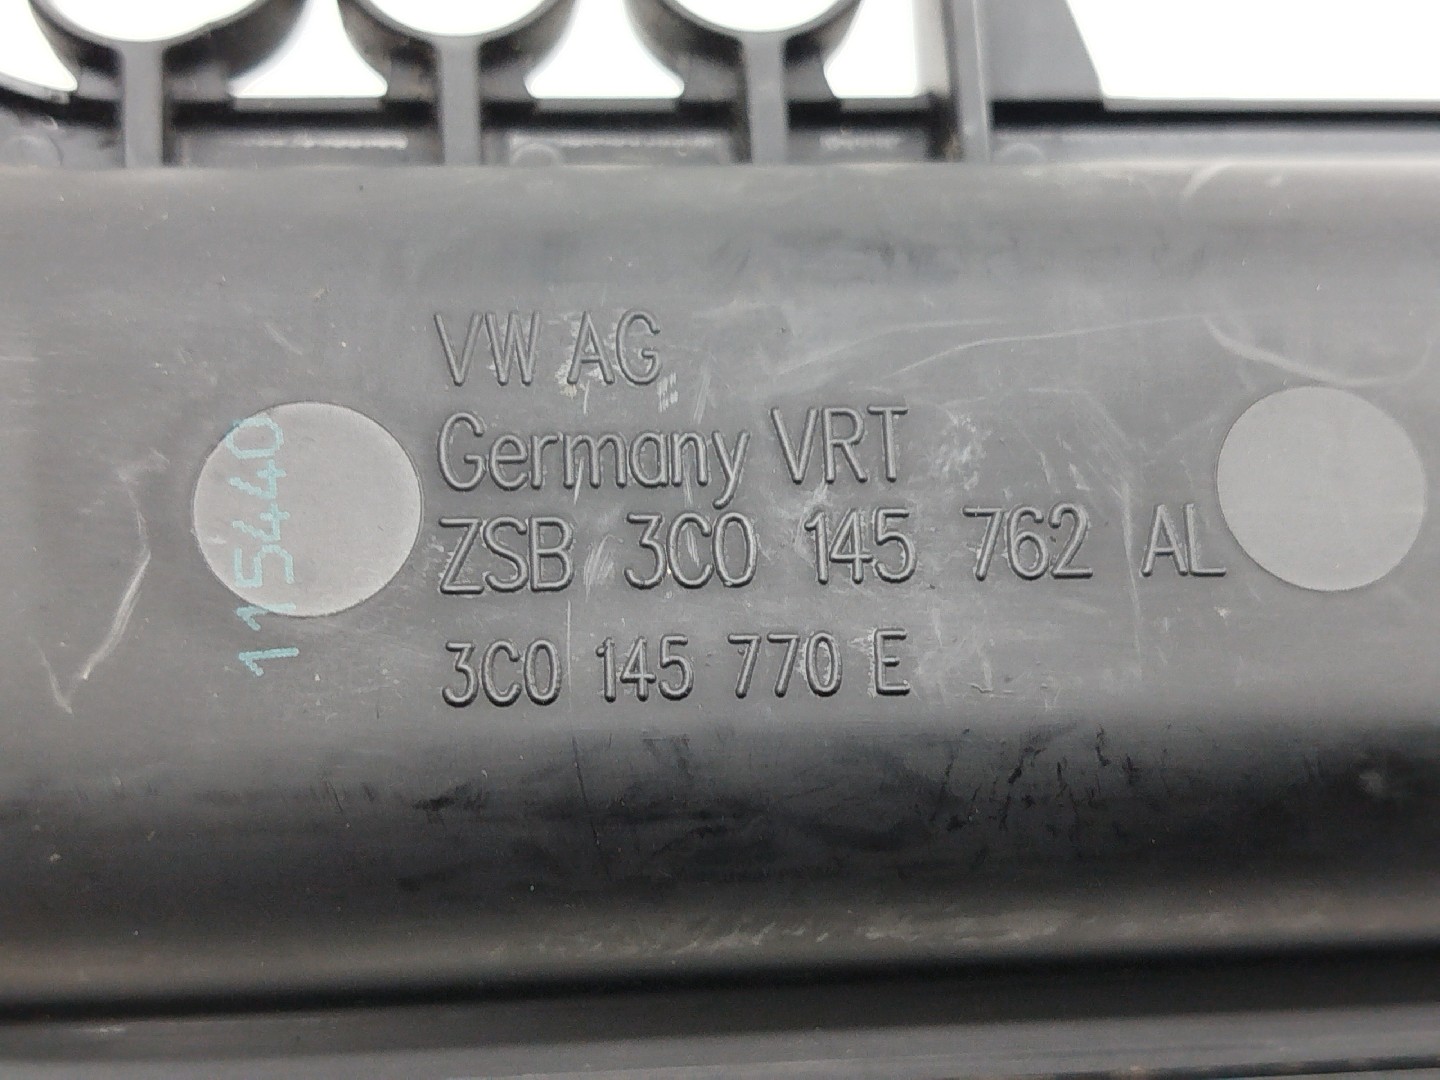 VW AG
Germany VRT
ZSB 3C0 145 762 AL
3C0 145 770 E
115440